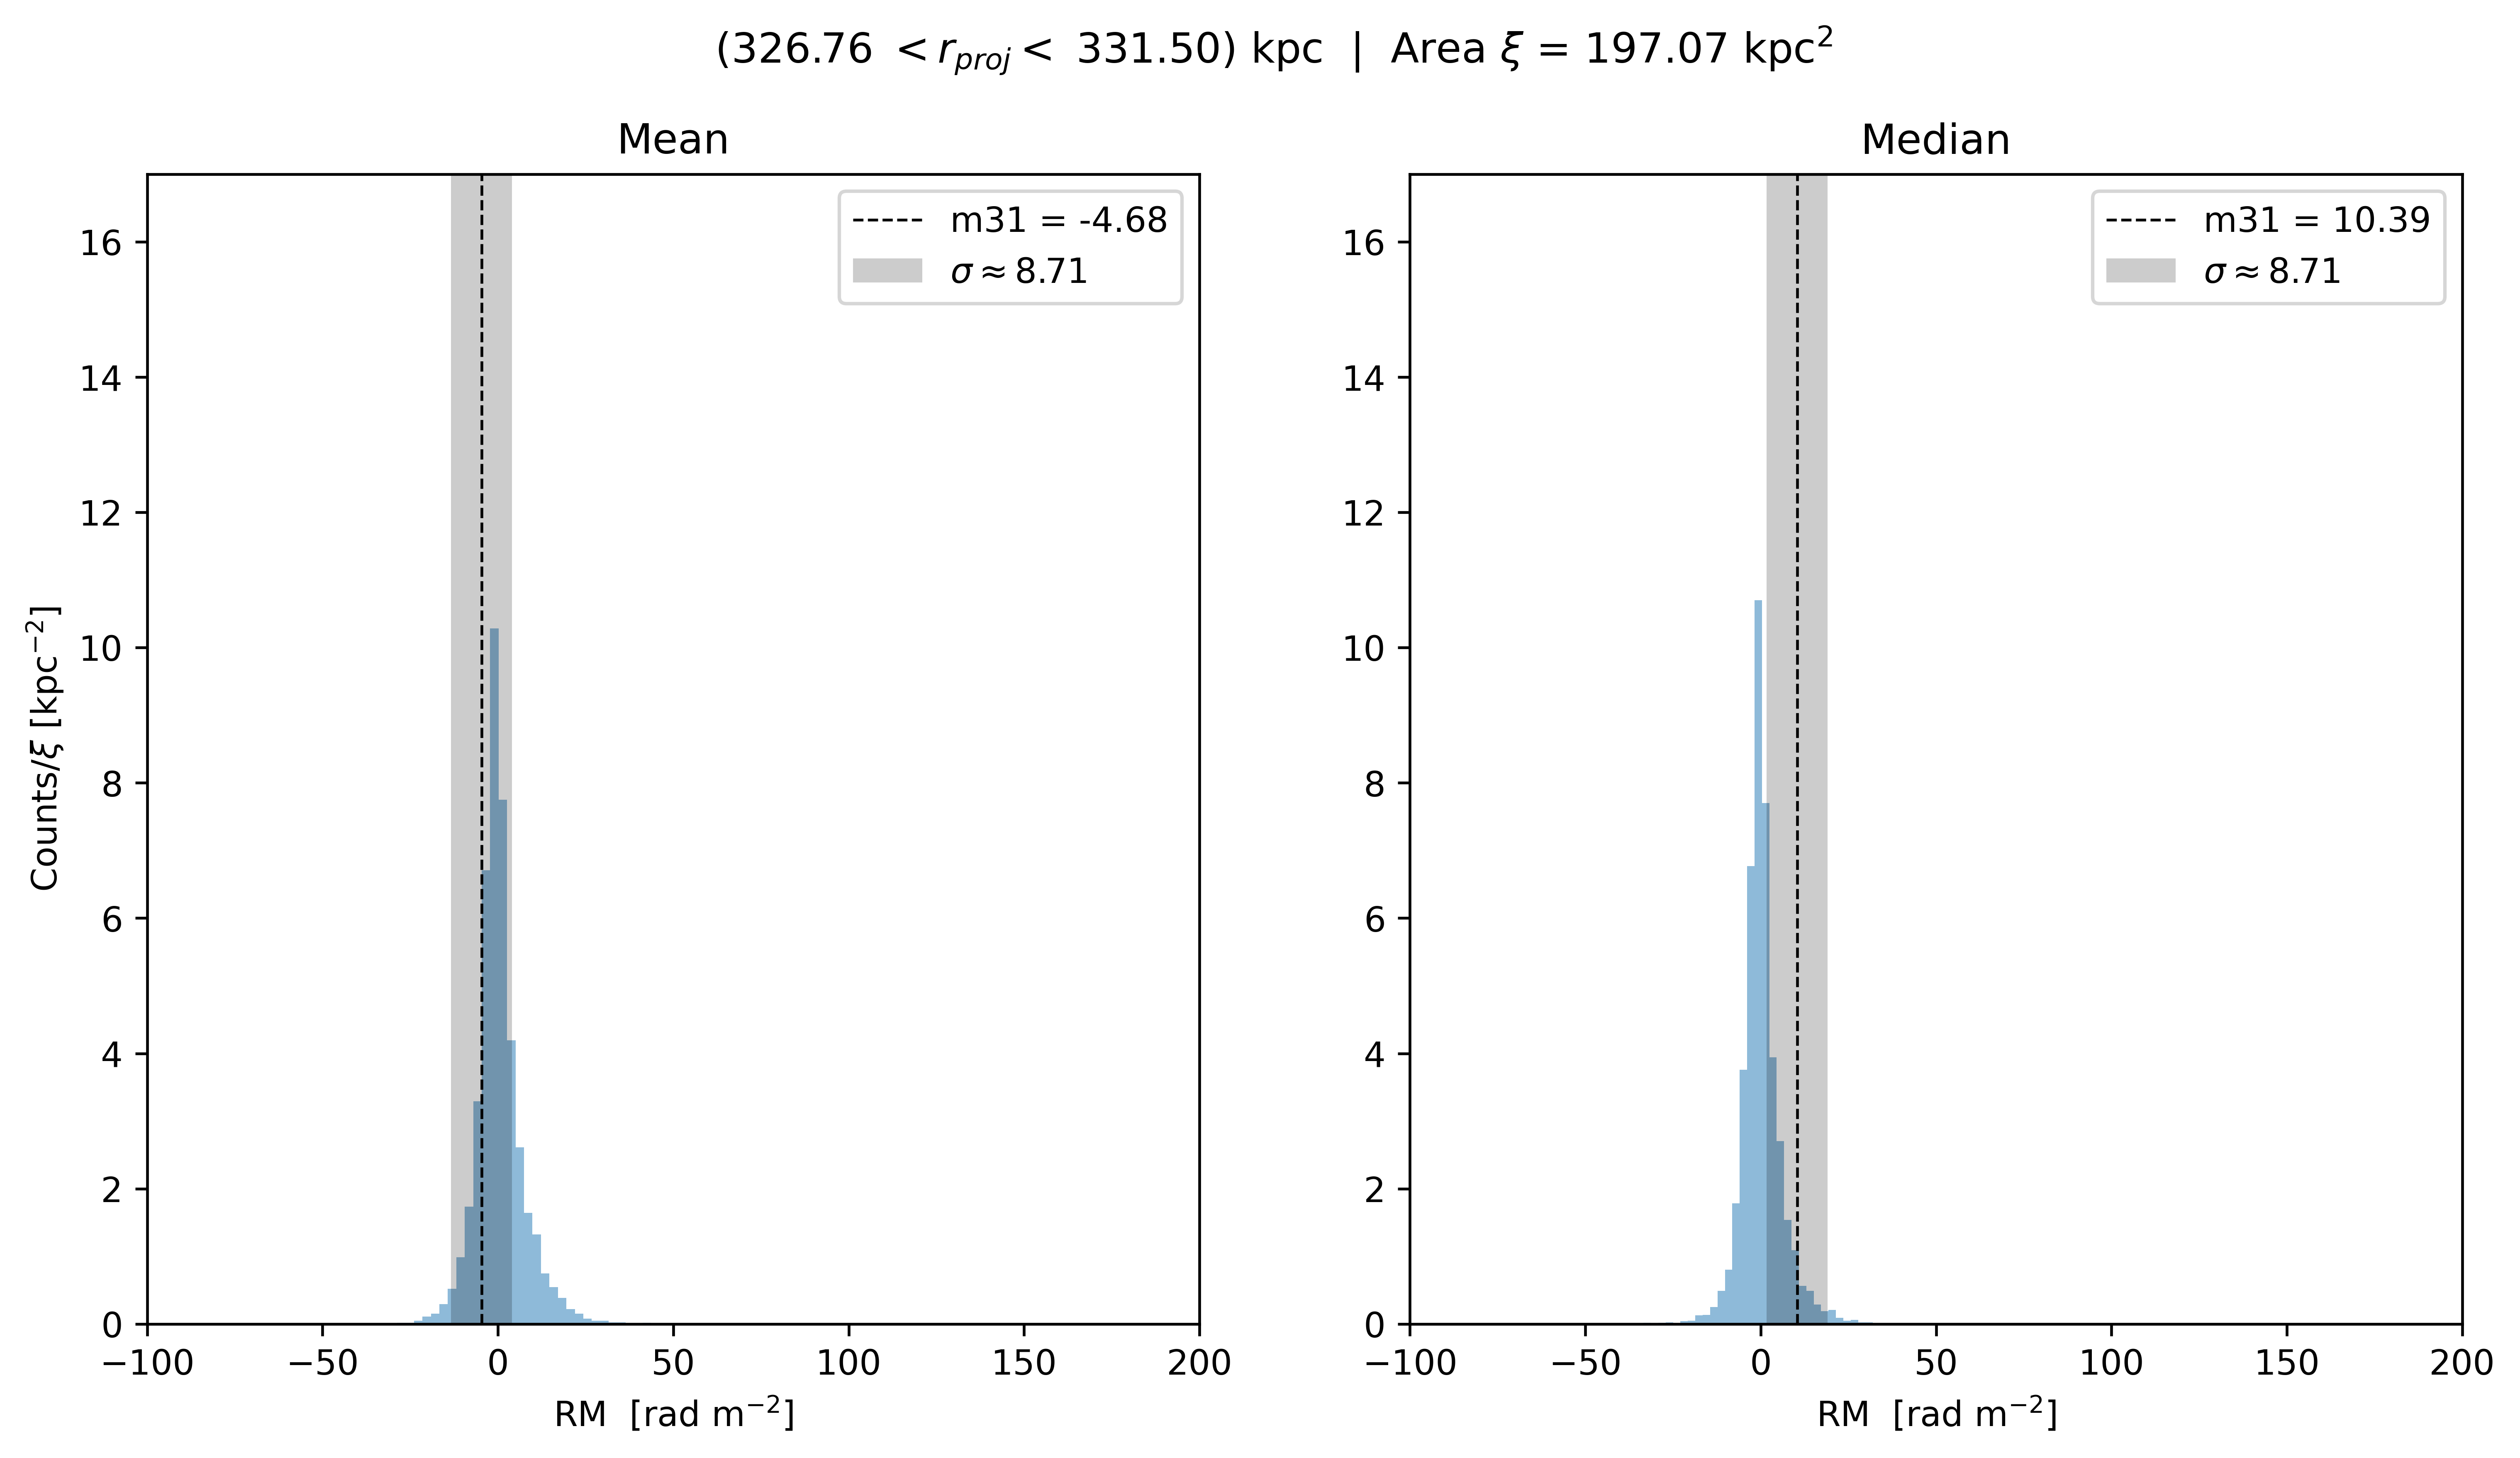 (326.76 < r_proj < 331.50) kpc | Area ξ = 197.07 kpc²
Mean
m31 = -4.68
σ ≈ 8.71
16
14
12
10
8
6
4
2
0
Counts/ξ [kpc⁻²]
−100 −50 0 50 100 150 200
RM [rad m⁻²]
Median
m31 = 10.39
σ ≈ 8.71
16
14
12
10
8
6
4
2
0
−100 −50 0 50 100 150 200
RM [rad m⁻²]